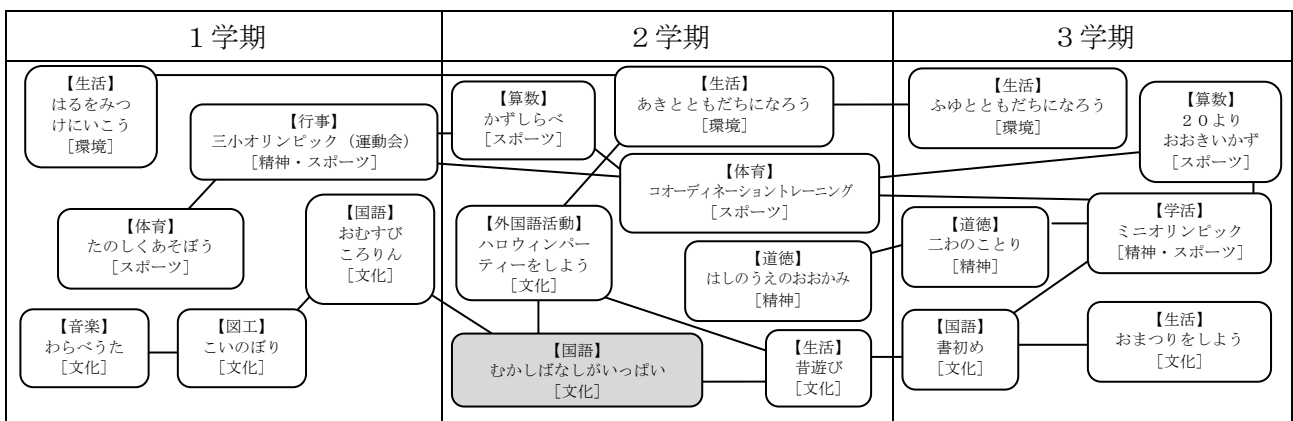 １学期
２学期
３学期
【生活】
はるをみつ
けにいこう
［環境］
【行事】
三小オリンピック（運動会）
［精神・スポーツ］
【体育】
たのしくあそぼう
［スポーツ］
【国語】
おむすび
ころりん
［文化］
【音楽】
わらべうた
［文化］
【図工】
こいのぼり
［文化］
【算数】
かずしらべ
［スポーツ］
【生活】
あきとともだちになろう
［環境］
【体育】
コオーディネーショントレーニング
［スポーツ］
【外国語活動】
ハロウィンパー
ティーをしよう
［文化］
【道徳】
はしのうえのおおかみ
［精神］
【国語】
むかしばなしがいっぱい
［文化］
【生活】
昔遊び
［文化］
【生活】
ふゆとともだちになろう
［環境］
【算数】
２０より
おおきいかず
［スポーツ］
【道徳】
二わのことり
［精神］
【学活】
ミニオリンピック
［精神・スポーツ］
【国語】
書初め
［文化］
【生活】
おまつりをしよう
［文化］